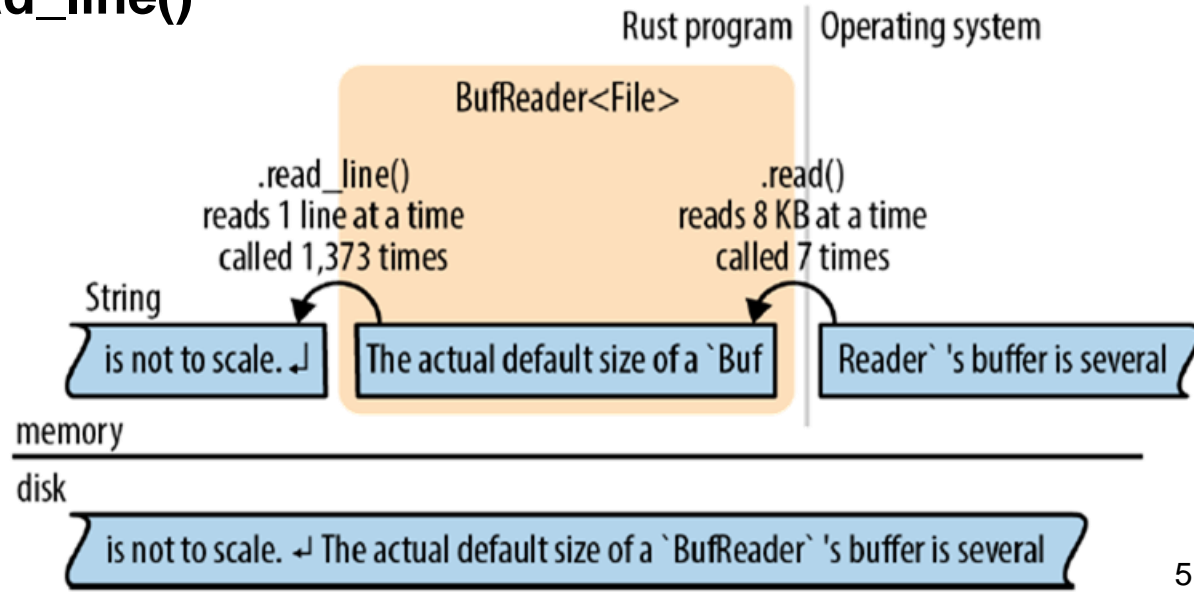 d_line()
Rust program
Operating system
BufReader<File>
.read_line()
reads 1 line at a time
called 1,373 times
.read()
reads 8 KB at a time
called 7 times
String
is not to scale. ↲
The actual default size of a `Buf
Reader` 's buffer is several
memory
disk
is not to scale. ↲ The actual default size of a `BufReader` 's buffer is several
5